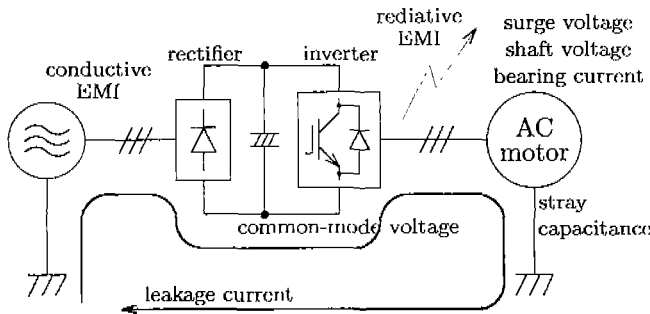 rediative
EMI
surge voltage
shaft voltage
bearing current
conductive
EMI
rectifier
inverter
AC
motor
stray
capacitance
common-mode voltage
leakage current